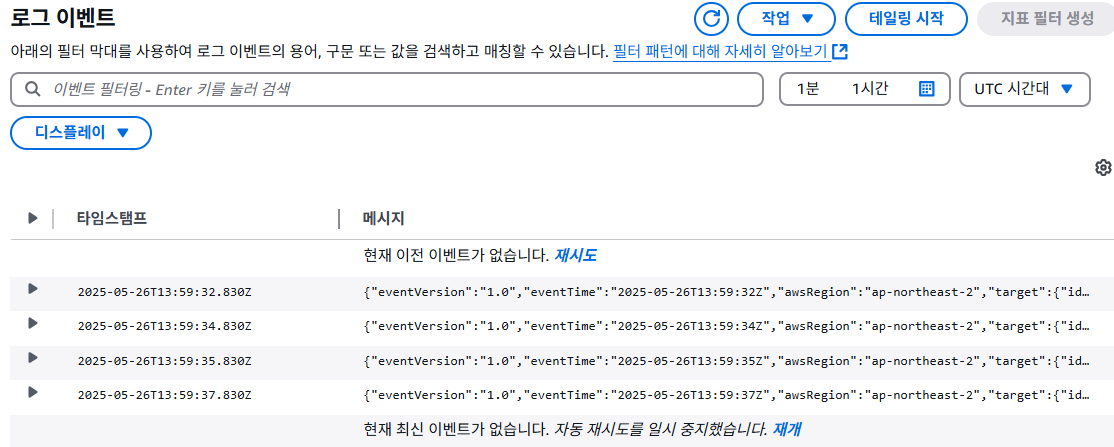 로그 이벤트
작업
테일링 시작
지표 필터 생성
아래의 필터 막대를 사용하여 로그 이벤트의 용어, 구문 또는 값을 검색하고 매칭할 수 있습니다. 필터 패턴에 대해 자세히 알아보기
이벤트 필터링 - Enter 키를 눌러 검색
1분 1시간
UTC 시간대
디스플레이
타임스탬프 메시지
현재 이전 이벤트가 없습니다. 재시도
2025-05-26T13:59:32.830Z {"eventVersion":"1.0","eventTime":"2025-05-26T13:59:32Z","awsRegion":"ap-northeast-2","target":{"id…
2025-05-26T13:59:34.830Z {"eventVersion":"1.0","eventTime":"2025-05-26T13:59:34Z","awsRegion":"ap-northeast-2","target":{"id…
2025-05-26T13:59:35.830Z {"eventVersion":"1.0","eventTime":"2025-05-26T13:59:35Z","awsRegion":"ap-northeast-2","target":{"id…
2025-05-26T13:59:37.830Z {"eventVersion":"1.0","eventTime":"2025-05-26T13:59:37Z","awsRegion":"ap-northeast-2","target":{"id…
현재 최신 이벤트가 없습니다. 자동 재시도를 일시 중지했습니다. 재개